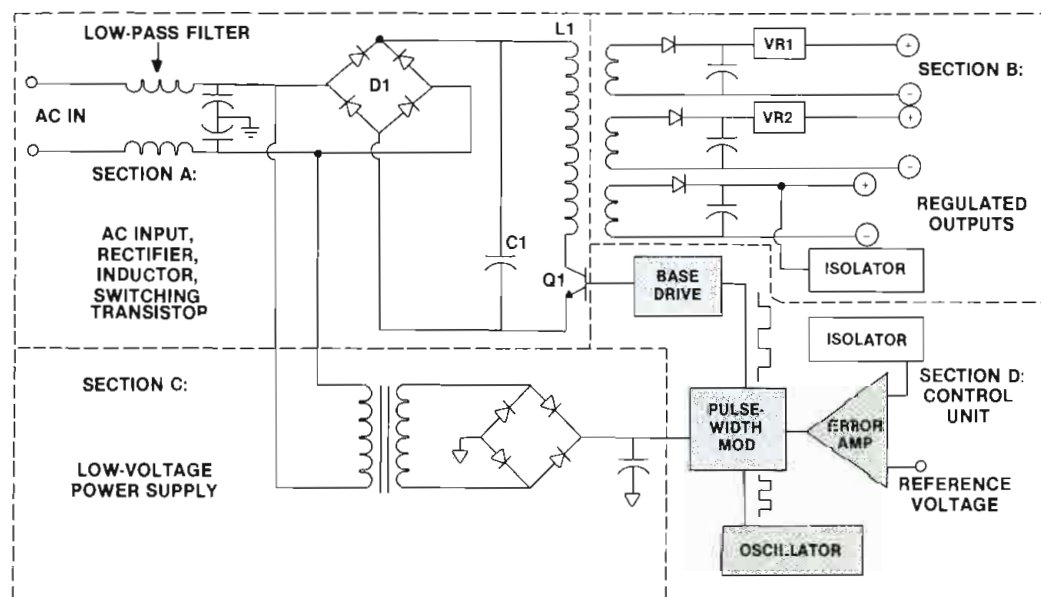 LOW-PASS FILTER
AC IN
SECTION A:
AC INPUT,
RECTIFIER,
INDUCTOR,
SWITCHING
TRANSISTOR
D1
C1
L1
Q1
VR1
+
SECTION B:
−
VR2
+
−
+
REGULATED
OUTPUTS
−
ISOLATOR
BASE
DRIVE
SECTION C:
LOW-VOLTAGE
POWER SUPPLY
PULSE-
WIDTH
MOD
ISOLATOR
SECTION D:
CONTROL
UNIT
ERROR
AMP
REFERENCE
VOLTAGE
OSCILLATOR